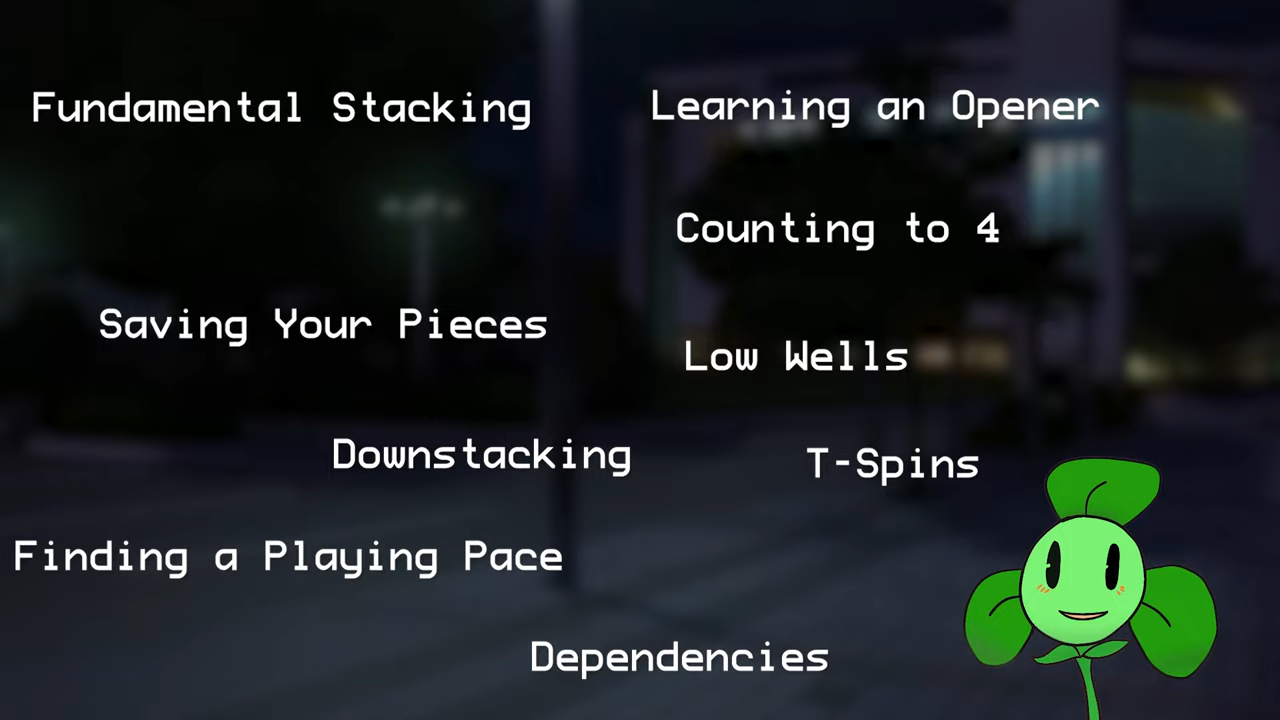 Fundamental Stacking
Learning an Opener
Counting to 4
Saving Your Pieces
Low Wells
Downstacking
T-Spins
Finding a Playing Pace
Dependencies